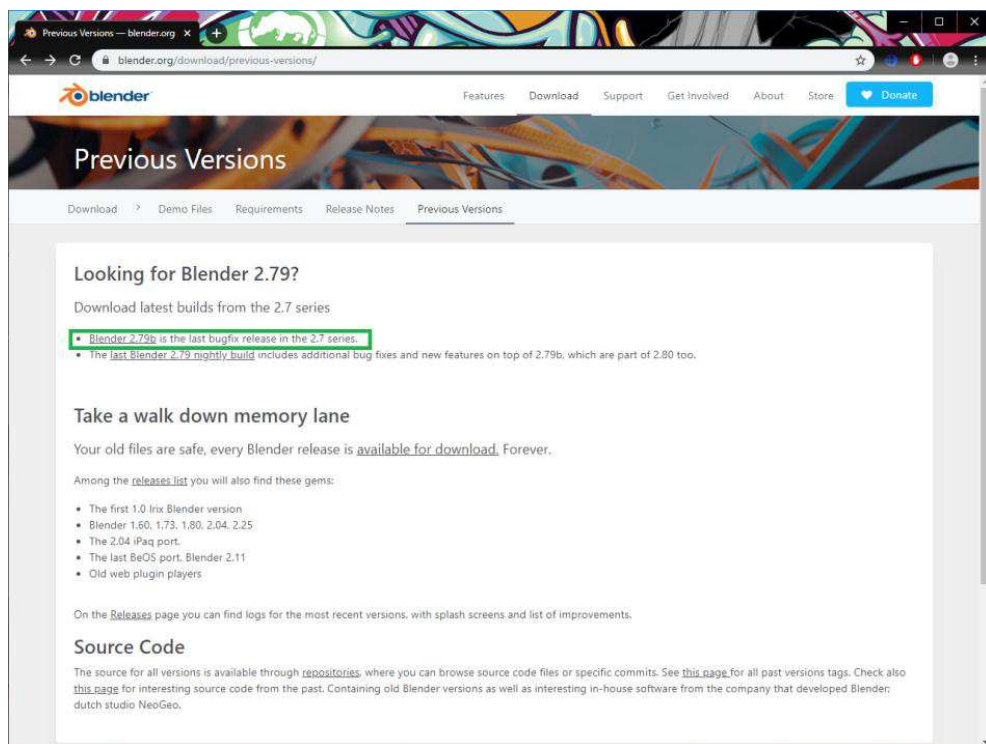 Previous Versions — blender.org
blender.org/download/previous-versions/
blender
Features Download Support Get Involved About Store Donate
Previous Versions
Download > Demo Files Requirements Release Notes Previous Versions
Looking for Blender 2.79?
Download latest builds from the 2.7 series
• Blender 2.79b is the last bugfix release in the 2.7 series.
• The last Blender 2.79 nightly build includes additional bug fixes and new features on top of 2.79b, which are part of 2.80 too.
Take a walk down memory lane
Your old files are safe, every Blender release is available for download. Forever.
Among the releases list you will also find these gems:
• The first 1.0 Irix Blender version
• Blender 1.60, 1.73, 1.80, 2.04, 2.25
• The 2.04 iPaq port.
• The last BeOS port, Blender 2.11
• Old web plugin players
On the Releases page you can find logs for the most recent versions, with splash screens and list of improvements.
Source Code
The source for all versions is available through repositories, where you can browse source code files or specific commits. See this page for all past versions tags. Check also
this page for interesting source code from the past. Containing old Blender versions as well as interesting in-house software from the company that developed Blender:
dutch studio NeoGeo.